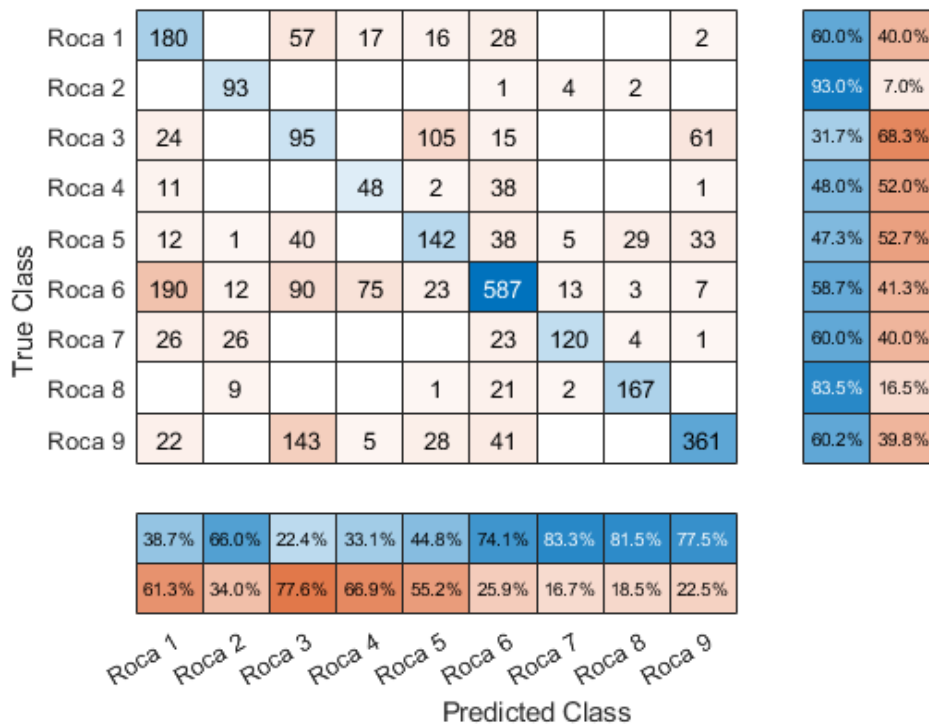 Roca 1 180 57 17 16 28 2 60.0% 40.0%
Roca 2 93 1 4 2 93.0% 7.0%
Roca 3 24 95 105 15 61 31.7% 68.3%
Roca 4 11 48 2 38 1 48.0% 52.0%
Roca 5 12 1 40 142 38 5 29 33 47.3% 52.7%
Roca 6 190 12 90 75 23 587 13 3 7 58.7% 41.3%
Roca 7 26 26 23 120 4 1 60.0% 40.0%
Roca 8 9 1 21 2 167 83.5% 16.5%
Roca 9 22 143 5 28 41 361 60.2% 39.8%
True Class
38.7% 66.0% 22.4% 33.1% 44.8% 74.1% 83.3% 81.5% 77.5%
61.3% 34.0% 77.6% 66.9% 55.2% 25.9% 16.7% 18.5% 22.5%
Roca 1 Roca 2 Roca 3 Roca 4 Roca 5 Roca 6 Roca 7 Roca 8 Roca 9
Predicted Class